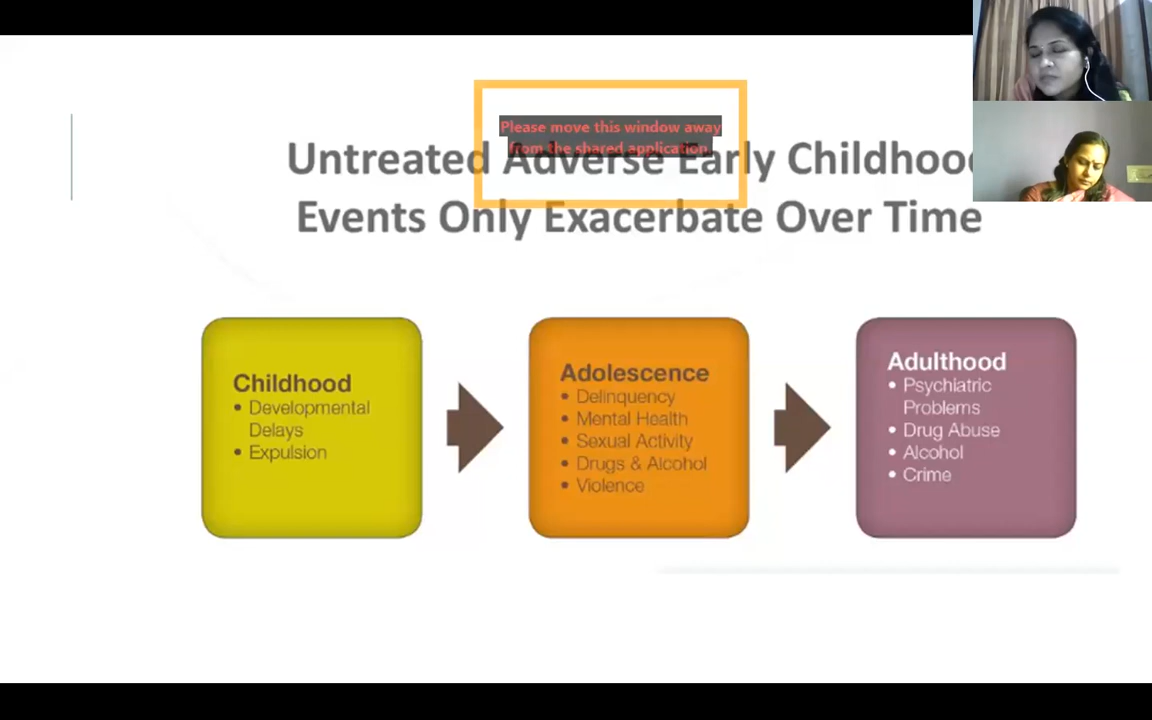 Please move this window away
from the shared application.
Untreated Adverse Early Childhoo
Events Only Exacerbate Over Time
Childhood
• Developmental
Delays
• Expulsion
Adolescence
• Delinquency
• Mental Health
• Sexual Activity
• Drugs & Alcohol
• Violence
Adulthood
• Psychiatric
Problems
• Drug Abuse
• Alcohol
• Crime